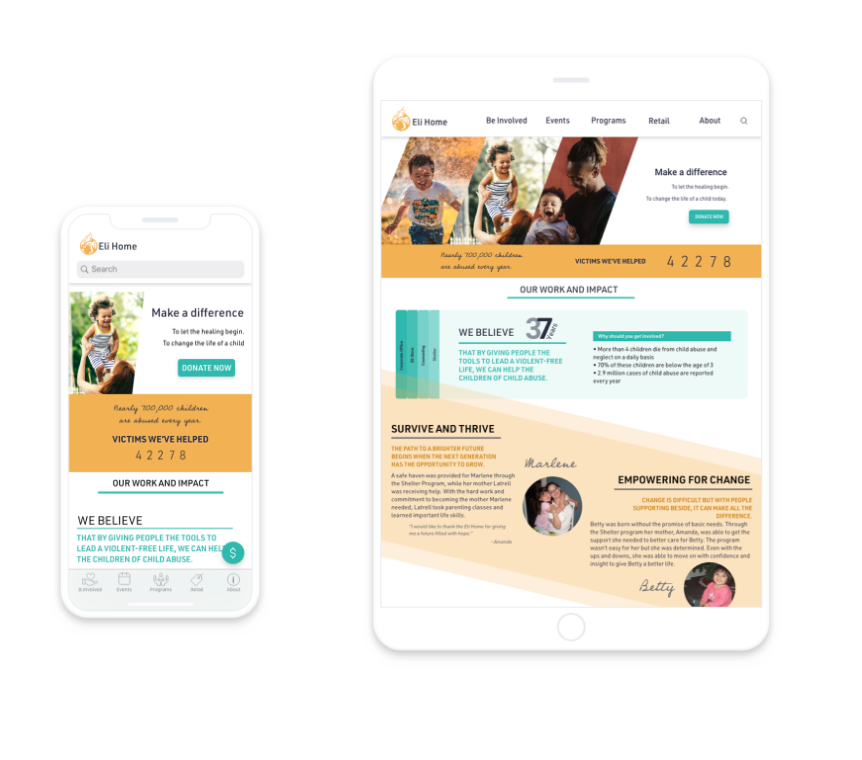 Eli Home
Search
Make a difference
To let the healing begin.
To change the life of a child
DONATE NOW
Nearly 700,000 children
are abused every year.
VICTIMS WE'VE HELPED
4 2 2 7 8
OUR WORK AND IMPACT
WE BELIEVE
THAT BY GIVING PEOPLE THE TOOLS TO
LEAD A VIOLENT-FREE LIFE, WE CAN HEL
THE CHILDREN OF CHILD ABUSE.
$
B.Involved Events Programs Retail About
Eli Home Be Involved Events Programs Retail About
Make a difference
To let the healing begin.
To change the life of a child today.
DONATE NOW
Nearly 700,000 children
are abused every year.
VICTIMS WE'VE HELPED 4 2 2 7 8
OUR WORK AND IMPACT
Corporate Office
Eli Home
Counseling
WE BELIEVE 37 Years
THAT BY GIVING PEOPLE THE
TOOLS TO LEAD A VIOLENT-FREE
LIFE, WE CAN HELP THE
CHILDREN OF CHILD ABUSE.
Why should you get involved?
• More than 4 children die from child abuse and
neglect on a daily basis
• 70% of these children are below the age of 3
• 2.9 million cases of child abuse are reported
every year
SURVIVE AND THRIVE
THE PATH TO A BRIGHTER FUTURE
BEGINS WHEN THE NEXT GENERATION
HAS THE OPPORTUNITY TO GROW.
A safe haven was provided for Marlene through
the Shelter Program, while her mother Latrell
was receiving help. With the hard work and
commitment to becoming the mother Marlene
needed, Latrell took parenting classes and
learned important life skills.
"I would like to thank the Eli Home for giving
me a future filled with hope."
- Amanda
Marlene
EMPOWERING FOR CHANGE
CHANGE IS DIFFICULT BUT WITH PEOPLE
SUPPORTING BESIDE, IT CAN MAKE ALL THE
DIFFERENCE.
Betty was born without the promise of basic needs. Through
the Shelter program her mother, Amanda, was able to get the
support she needed to better care for Betty. The program
wasn't easy for her but she was determined. Even with the
ups and downs, she was able to move on with confidence and
insight to give Betty a better life.
Betty